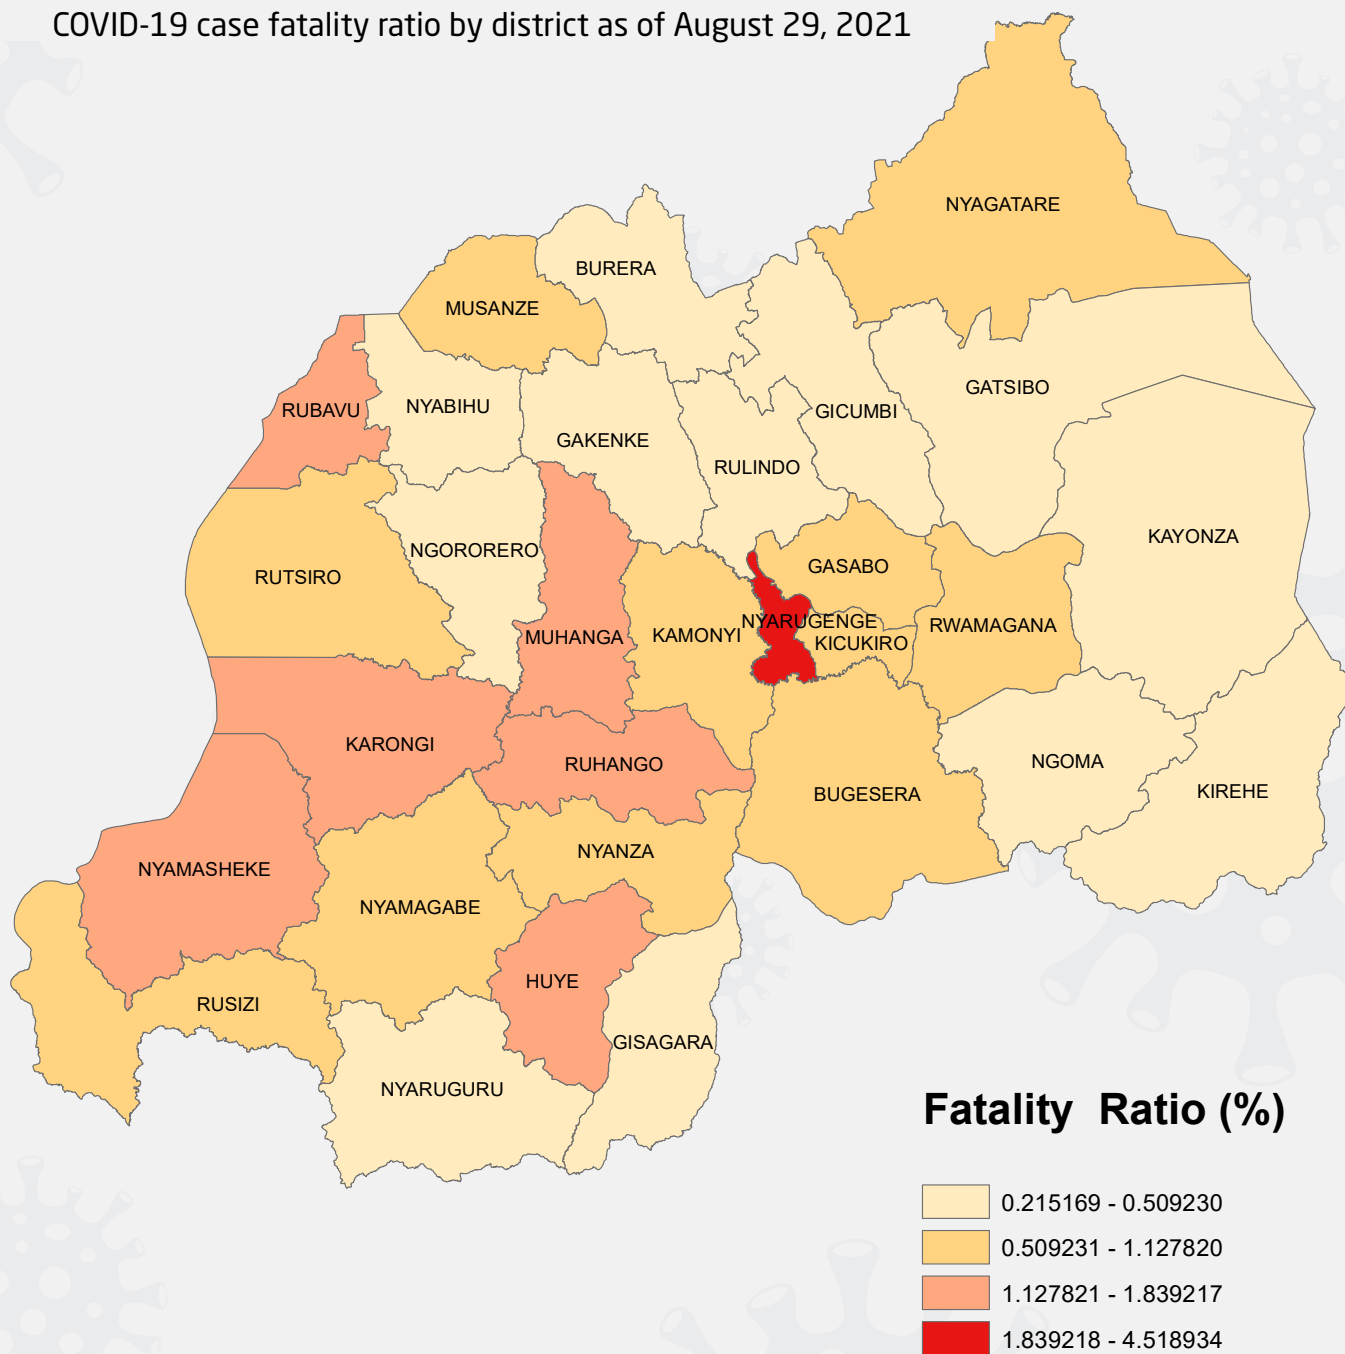 COVID-19 case fatality ratio by district as of August 29, 2021
NYAGATARE
BURERA
MUSANZE
GATSIBO
NYABIHU
RUBAVU
GICUMBI
GAKENKE
RULINDO
KAYONZA
NGORORERO
GASABO
RUTSIRO
NYARUGENGE
RWAMAGANA
MUHANGA
KAMONYI
KICUKIRO
KARONGI
RUHANGO
NGOMA
KIREHE
BUGESERA
NYANZA
NYAMASHEKE
NYAMAGABE
HUYE
RUSIZI
GISAGARA
NYARUGURU
Fatality Ratio (%)
0.215169 - 0.509230
0.509231 - 1.127820
1.127821 - 1.839217
1.839218 - 4.518934